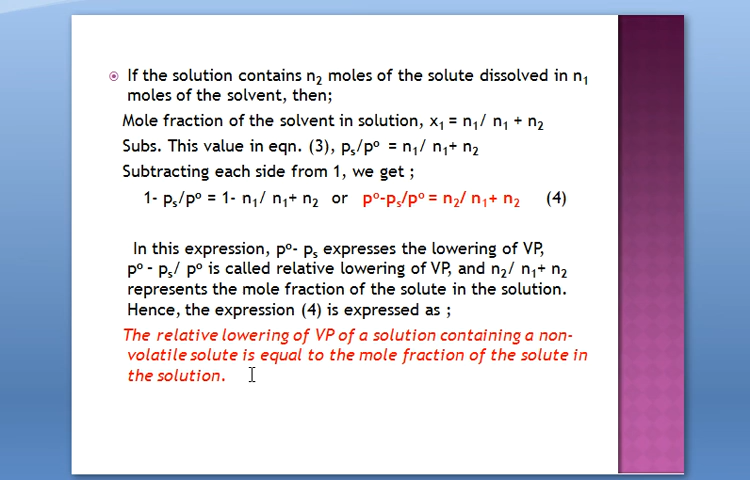 If the solution contains n₂ moles of the solute dissolved in n₁
moles of the solvent, then;
Mole fraction of the solvent in solution, x₁ = n₁/ n₁ + n₂
Subs. This value in eqn. (3), pₛ/pº = n₁/ n₁+ n₂
Subtracting each side from 1, we get ;
1- pₛ/pº = 1- n₁/ n₁+ n₂ or pº-pₛ/pº = n₂/ n₁+ n₂ (4)
In this expression, pº- pₛ expresses the lowering of VP,
pº - pₛ/ pº is called relative lowering of VP, and n₂/ n₁+ n₂
represents the mole fraction of the solute in the solution.
Hence, the expression (4) is expressed as ;
The relative lowering of VP of a solution containing a non-
volatile solute is equal to the mole fraction of the solute in
the solution.